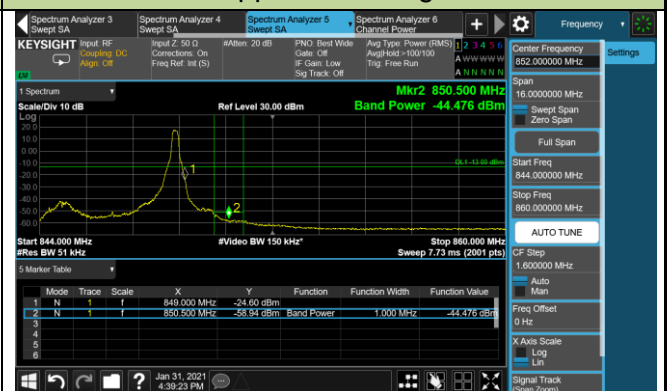 Spectrum Analyzer 3
Swept SA
Spectrum Analyzer 4
Swept SA
Spectrum Analyzer 5
Swept SA
Spectrum Analyzer 6
Channel Power
Frequency
KEYSIGHT
Input: RF
Coupling: DC
Align: Off
Input Z: 50 Ω
Corrections: On
Freq Ref: Int (S)
#Atten: 20 dB
PNO: Best Wide
Gate: Off
IF Gain: Low
Sig Track: Off
Avg Type: Power (RMS)
Avg|Hold:>100/100
Trig: Free Run
1 2 3 4 5 6
A W W W W W
A N N N N N
LXI
Center Frequency
852.000000 MHz
Settings
Span
16.0000000 MHz
Swept Span
Zero Span
Full Span
Start Freq
844.000000 MHz
Stop Freq
860.000000 MHz
AUTO TUNE
CF Step
1.600000 MHz
Auto
Man
Freq Offset
0 Hz
X Axis Scale
Log
Lin
Signal Track
(Span Zoom)
1 Spectrum
Scale/Div 10 dB
Ref Level 30.00 dBm
Mkr2 850.500 MHz
Band Power -44.476 dBm
Log
20.0
10.0
0.00
-10.0
-20.0
-30.0
-40.0
-50.0
-60.0
DL1 -13.00 dBm
1
2
Start 844.000 MHz
#Video BW 150 kHz*
Stop 860.000 MHz
#Res BW 51 kHz
Sweep 7.73 ms (2001 pts)
5 Marker Table
Mode Trace Scale X Y Function Function Width Function Value
1 N 1 f 849.000 MHz -24.60 dBm
2 N 1 f 850.500 MHz -58.94 dBm Band Power 1.000 MHz -44.476 dBm
3
4
5
6
?
Jan 31, 2021
4:39:23 PM